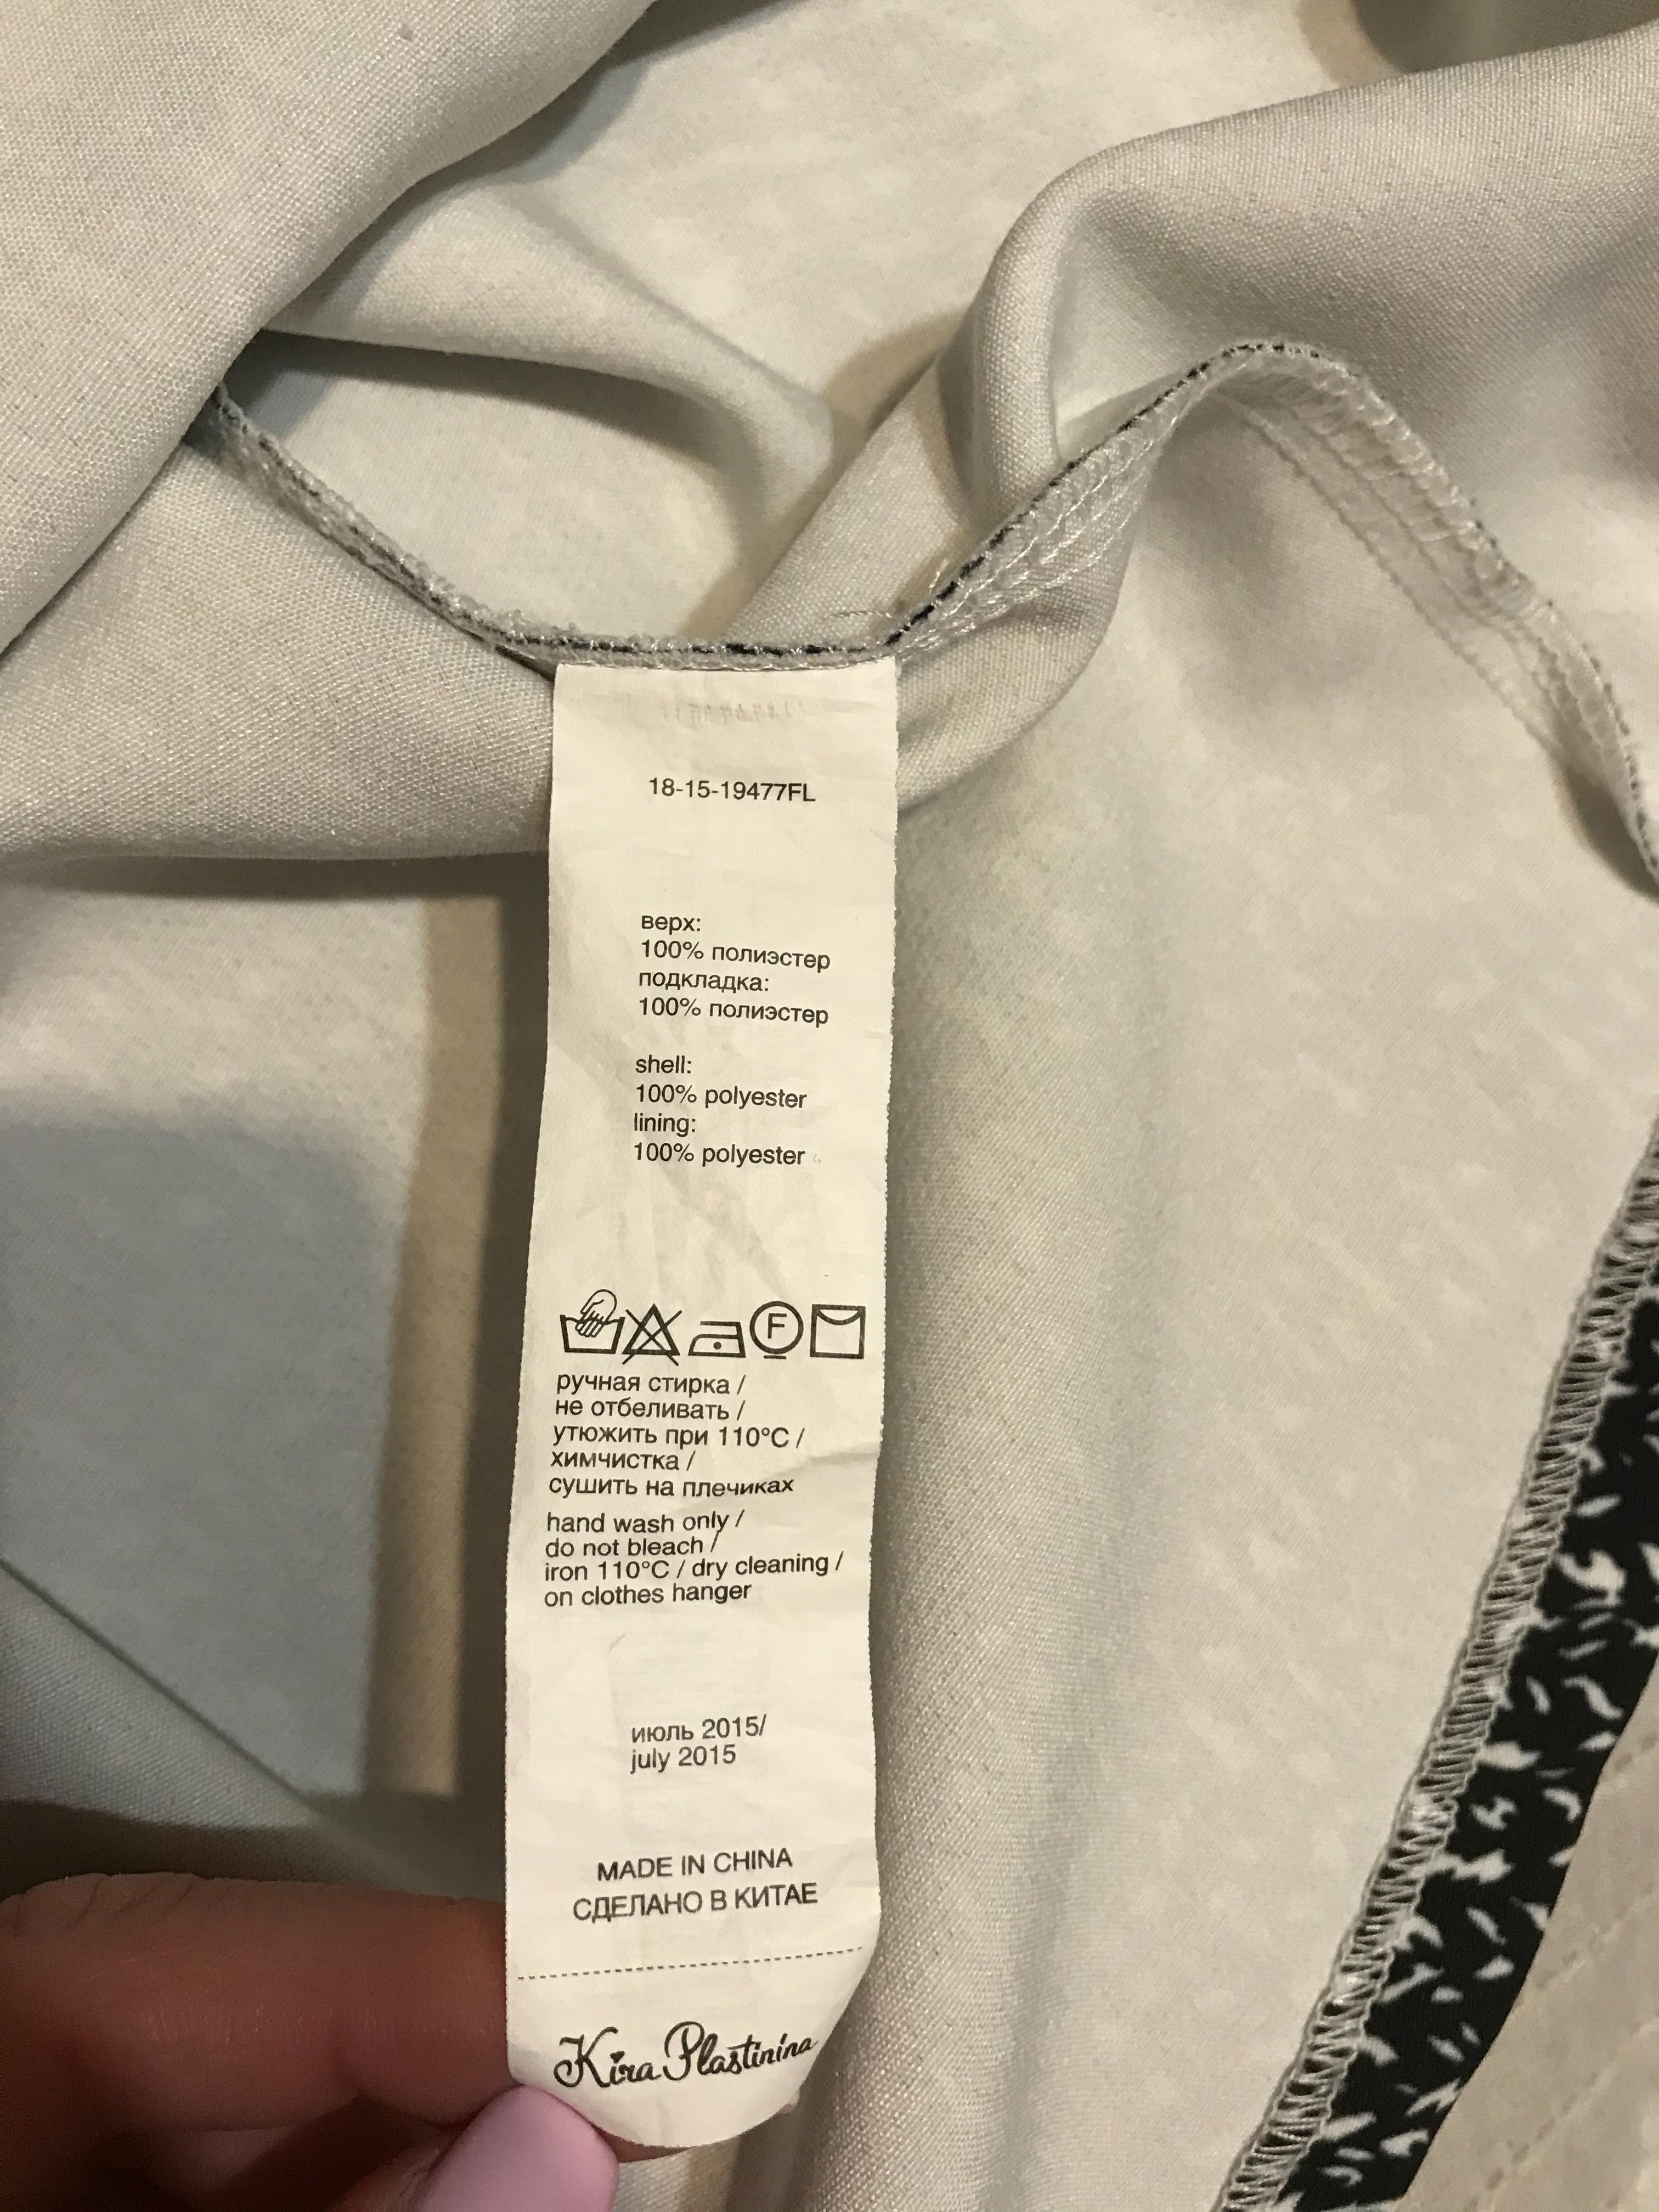 18-15-19477FL
верх:
100% полиэстер
подкладка:
100% полиэстер
shell:
100% polyester
lining:
100% polyester
F
ручная стирка /
не отбеливать /
утюжить при 110°C /
химчистка /
сушить на плечиках
hand wash only /
do not bleach /
iron 110°C / dry cleaning /
on clothes hanger
июль 2015/
july 2015
MADE IN CHINA
СДЕЛАНО В КИТАЕ
Kira Plastinina